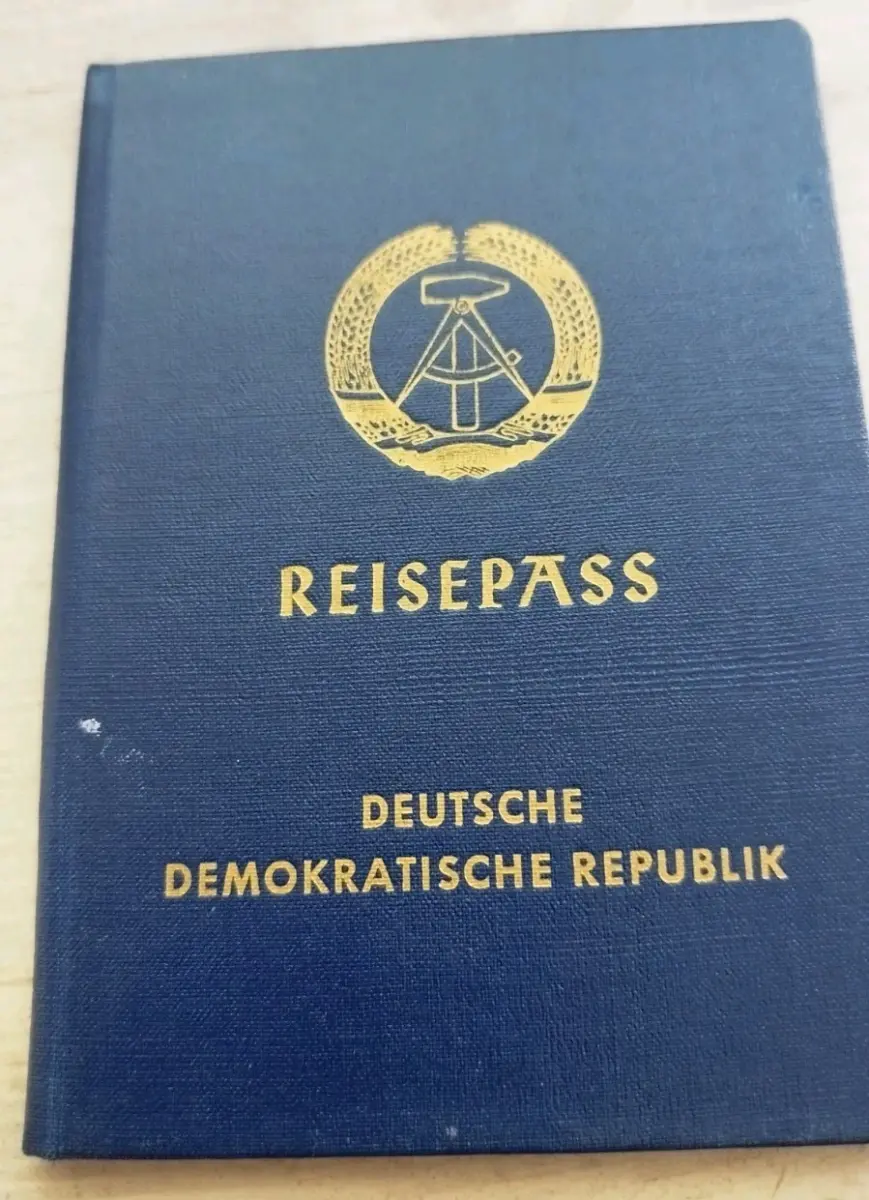 REISEPASS
DEUTSCHE
DEMOKRATISCHE REPUBLIK